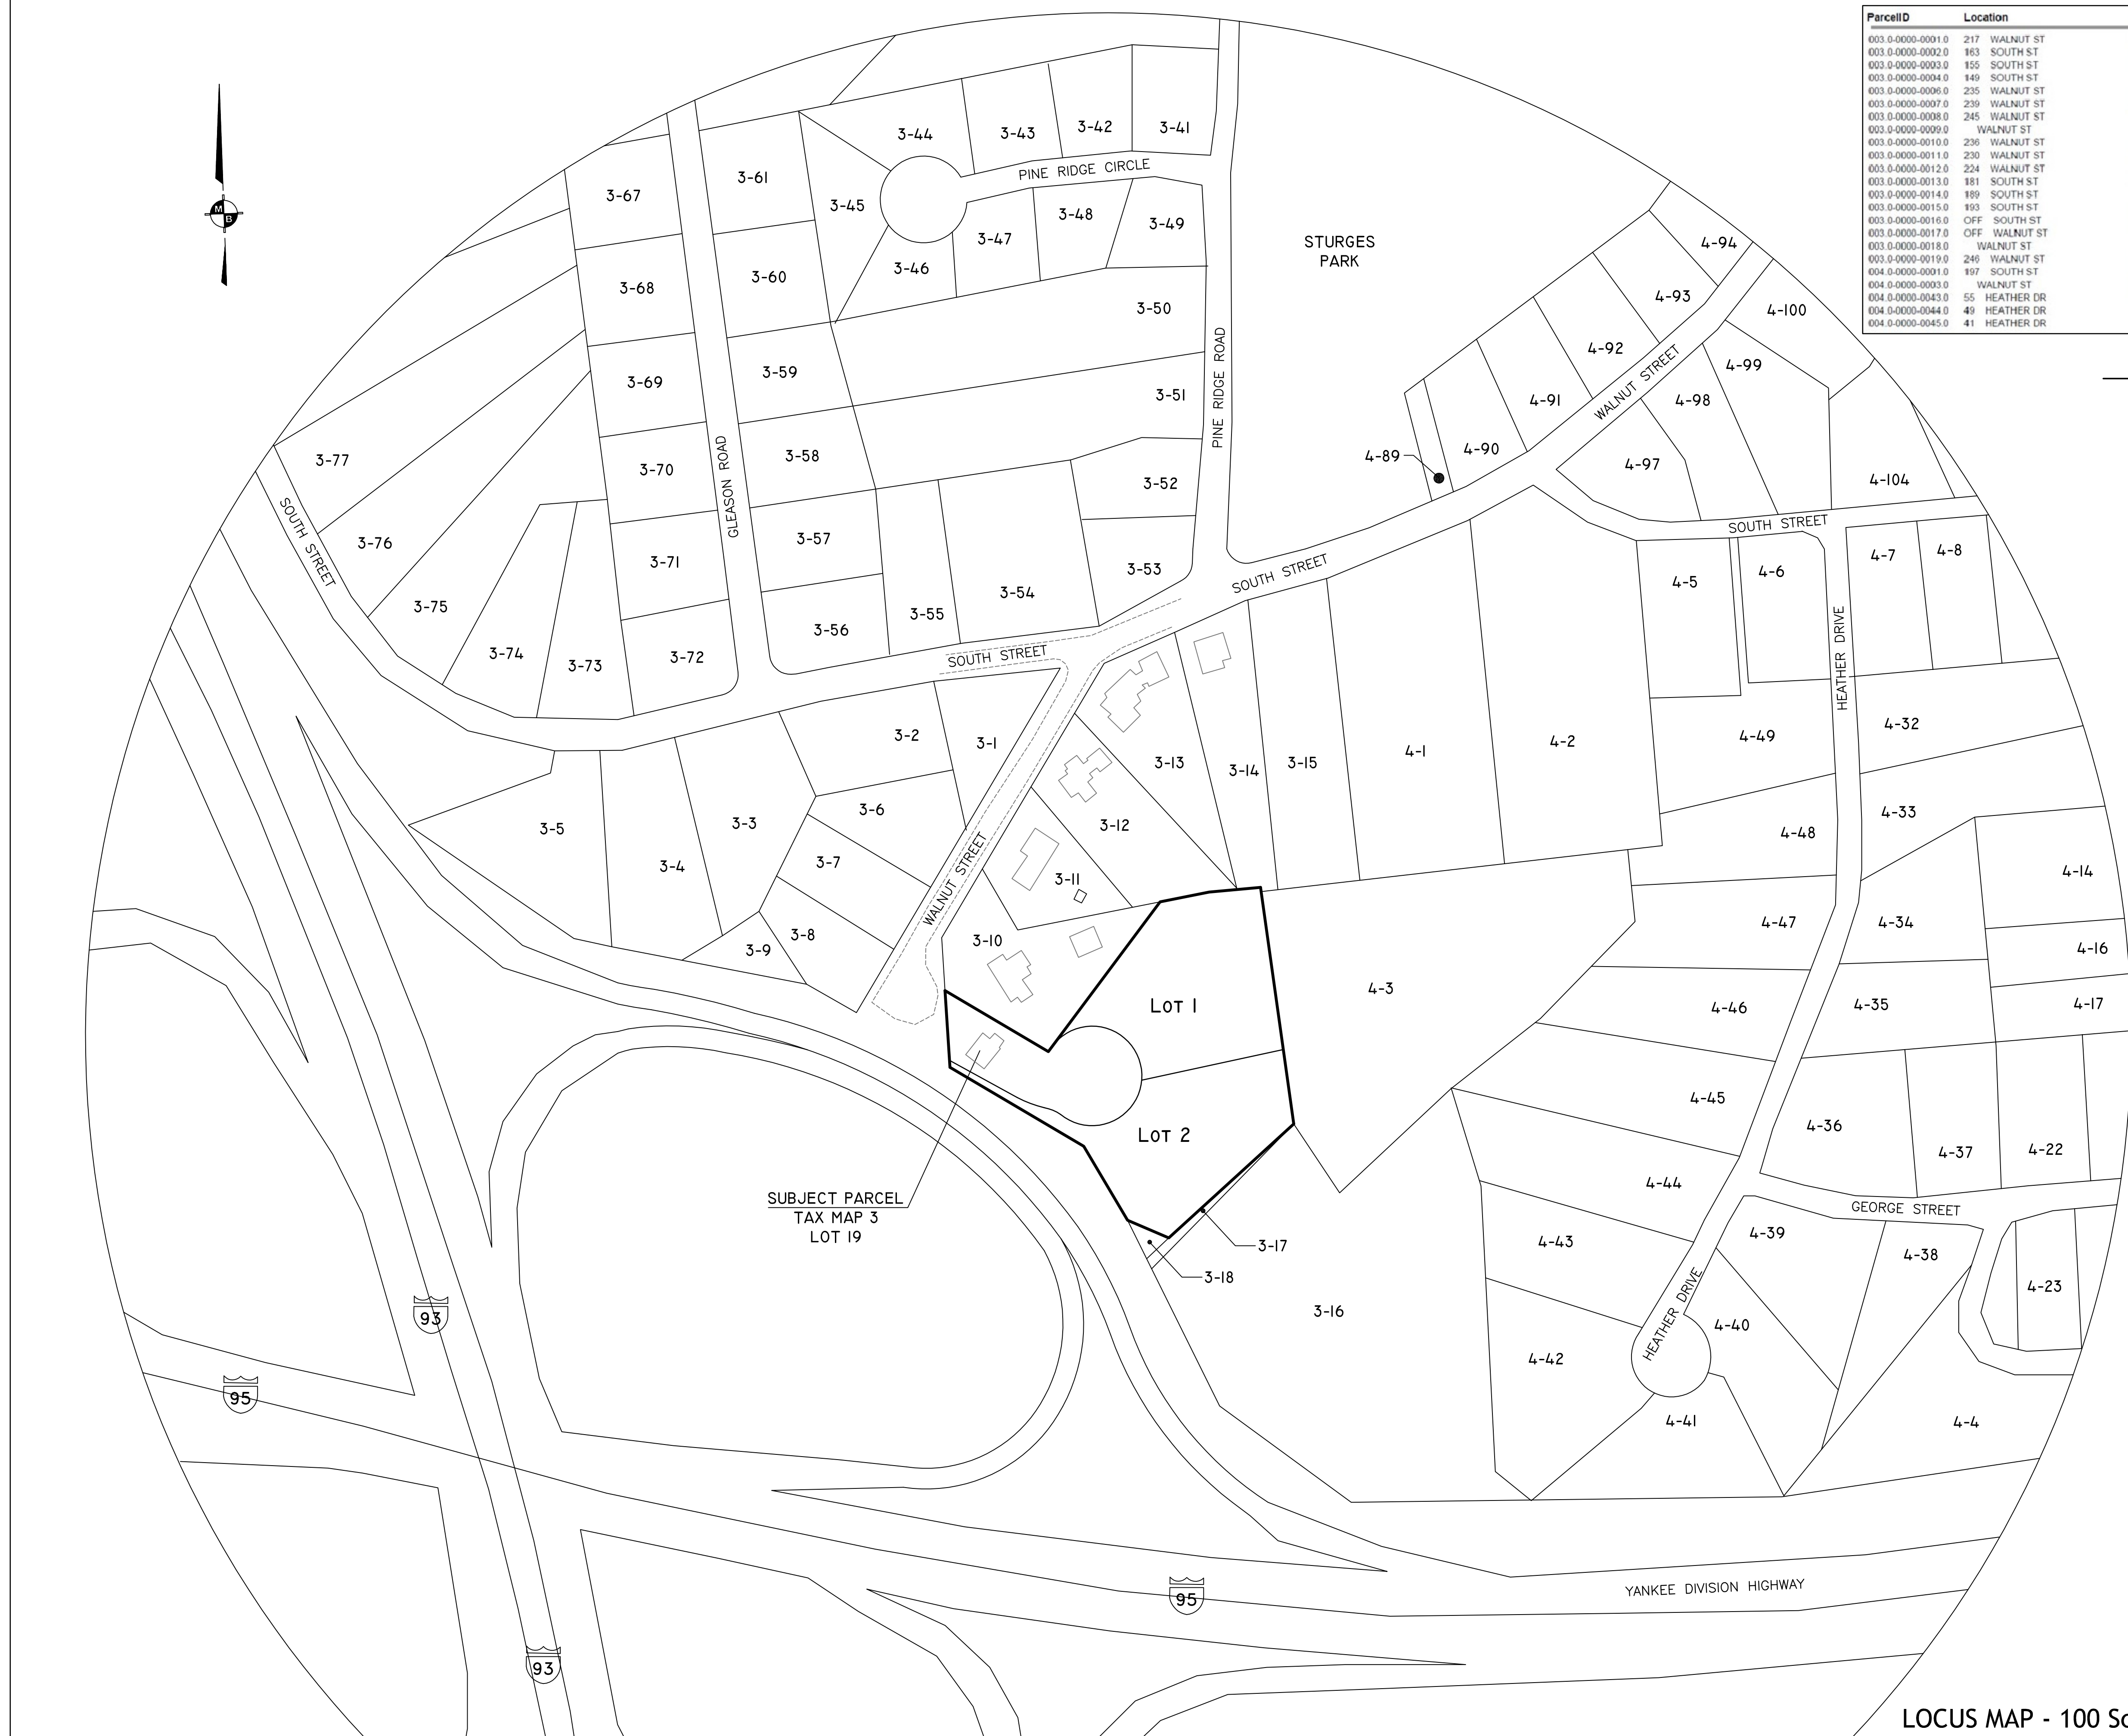 ParcelID Location
003.0-0000-0001.0 217 WALNUT ST
003.0-0000-0002.0 163 SOUTH ST
003.0-0000-0003.0 155 SOUTH ST
003.0-0000-0004.0 149 SOUTH ST
003.0-0000-0006.0 235 WALNUT ST
003.0-0000-0007.0 239 WALNUT ST
003.0-0000-0008.0 245 WALNUT ST
003.0-0000-0009.0 WALNUT ST
003.0-0000-0010.0 236 WALNUT ST
003.0-0000-0011.0 230 WALNUT ST
003.0-0000-0012.0 224 WALNUT ST
003.0-0000-0013.0 181 SOUTH ST
003.0-0000-0014.0 189 SOUTH ST
003.0-0000-0015.0 193 SOUTH ST
003.0-0000-0016.0 OFF SOUTH ST
003.0-0000-0017.0 OFF WALNUT ST
003.0-0000-0018.0 WALNUT ST
003.0-0000-0019.0 246 WALNUT ST
004.0-0000-0001.0 197 SOUTH ST
004.0-0000-0003.0 WALNUT ST
004.0-0000-0043.0 55 HEATHER DR
004.0-0000-0044.0 49 HEATHER DR
004.0-0000-0045.0 41 HEATHER DR
M
B
3-44
3-43
3-42
3-41
PINE RIDGE CIRCLE
3-67
3-61
3-45
3-48
3-49
3-47
3-46
3-68
3-60
3-50
3-69
3-59
3-51
PINE RIDGE ROAD
STURGES
PARK
4-94
4-93
4-100
4-92
WALNUT STREET
4-99
4-91
4-98
4-89
4-90
4-97
4-104
3-77
3-70
GLEASON ROAD
3-58
3-52
SOUTH STREET
3-76
3-57
3-71
3-53
SOUTH STREET
SOUTH STREET
4-5
4-6
4-7
4-8
3-75
3-74
3-73
3-72
3-56
3-55
3-54
SOUTH STREET
HEATHER DRIVE
3-2
3-1
3-13
3-14
3-15
4-1
4-2
4-49
4-32
3-5
3-3
3-6
3-12
4-48
4-33
3-4
3-7
3-11
WALNUT STREET
4-14
3-9
3-8
3-10
4-47
4-34
4-16
LOT 1
4-3
4-46
4-35
4-17
LOT 2
4-45
4-36
4-37
4-22
SUBJECT PARCEL
TAX MAP 3
LOT 19
4-44
GEORGE STREET
3-17
3-18
4-43
4-39
4-38
4-23
3-16
HEATHER DRIVE
4-40
4-42
4-41
4-4
93
95
95
YANKEE DIVISION HIGHWAY
93
LOCUS MAP - 100 Sc